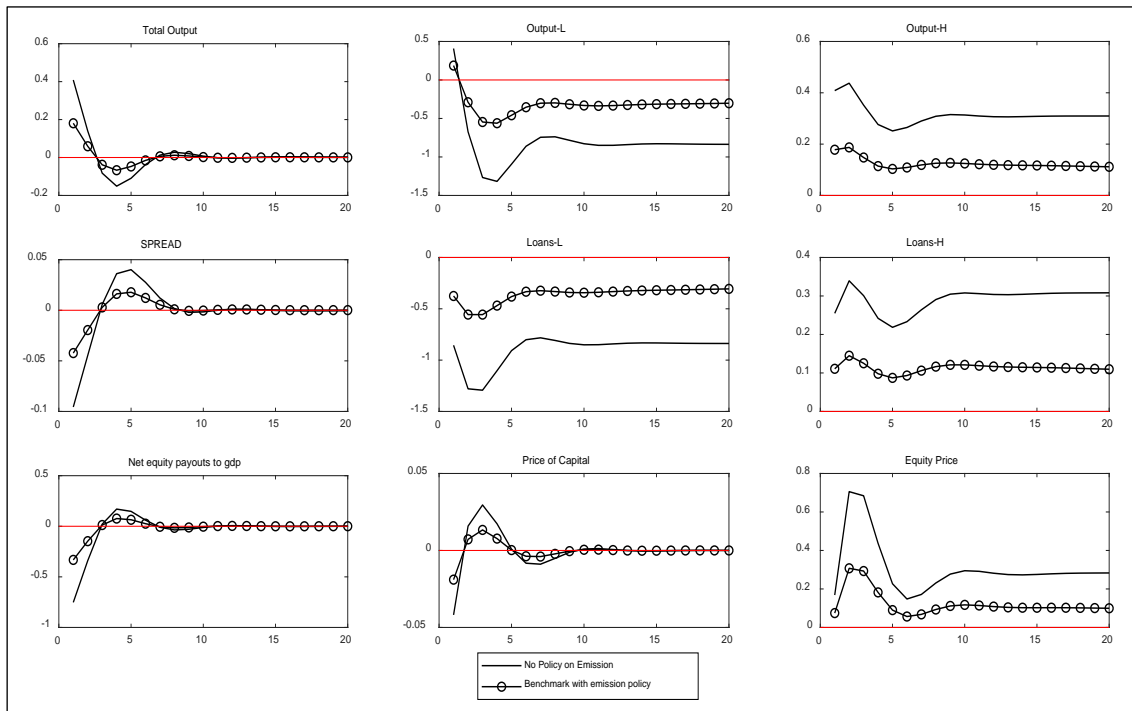 Total Output
0.6
0.4
0.2
0
-0.2
0 5 10 15 20
Output-L
0.5
0
-0.5
-1
-1.5
0 5 10 15 20
Output-H
0.6
0.4
0.2
0
0 5 10 15 20
SPREAD
0.05
0
-0.05
-0.1
0 5 10 15 20
Loans-L
0
-0.5
-1
-1.5
0 5 10 15 20
Loans-H
0.4
0.3
0.2
0.1
0
0 5 10 15 20
Net equity payouts to gdp
0.5
0
-0.5
-1
0 5 10 15 20
Price of Capital
0.05
0
-0.05
0 5 10 15 20
Equity Price
0.8
0.6
0.4
0.2
0
0 5 10 15 20
No Policy on Emission
Benchmark with emission policy